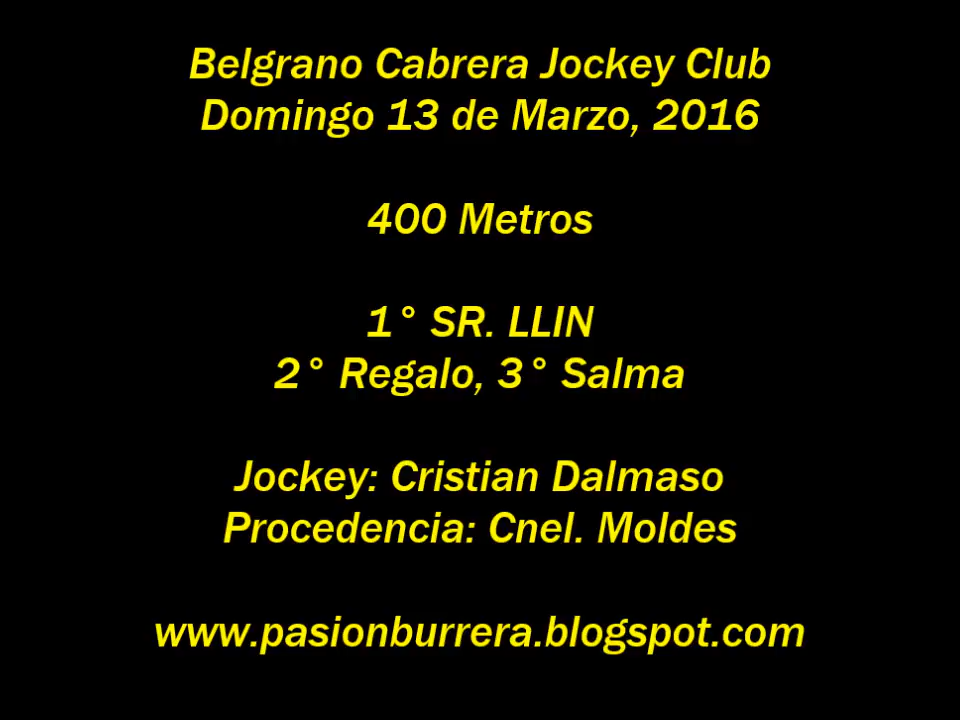 Belgrano Cabrera Jockey Club
Domingo 13 de Marzo, 2016
400 Metros
1° SR. LLIN
2° Regalo, 3° Salma
Jockey: Cristian Dalmaso
Procedencia: Cnel. Moldes
www.pasionburrera.blogspot.com